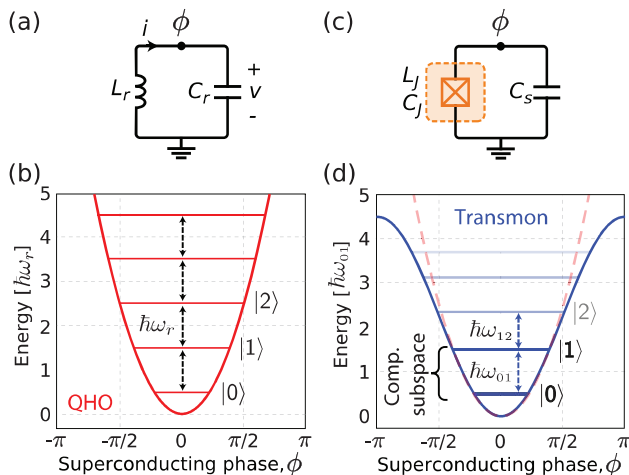 (a)
ϕ
i
L_r
C_r
+
v
-
(c)
ϕ
L_J
C_J
C_s
(b)
5
4
3
2
1
0
Energy [ħω_r]
ħω_r
|2⟩
|1⟩
|0⟩
QHO
-π
-π/2
0
π/2
π
Superconducting phase, ϕ
(d)
5
4
3
2
1
0
Energy [ħω_01]
Transmon
|2⟩
ħω_12
|1⟩
ħω_01
|0⟩
Comp.
subspace
-π
-π/2
0
π/2
π
Superconducting phase, ϕ